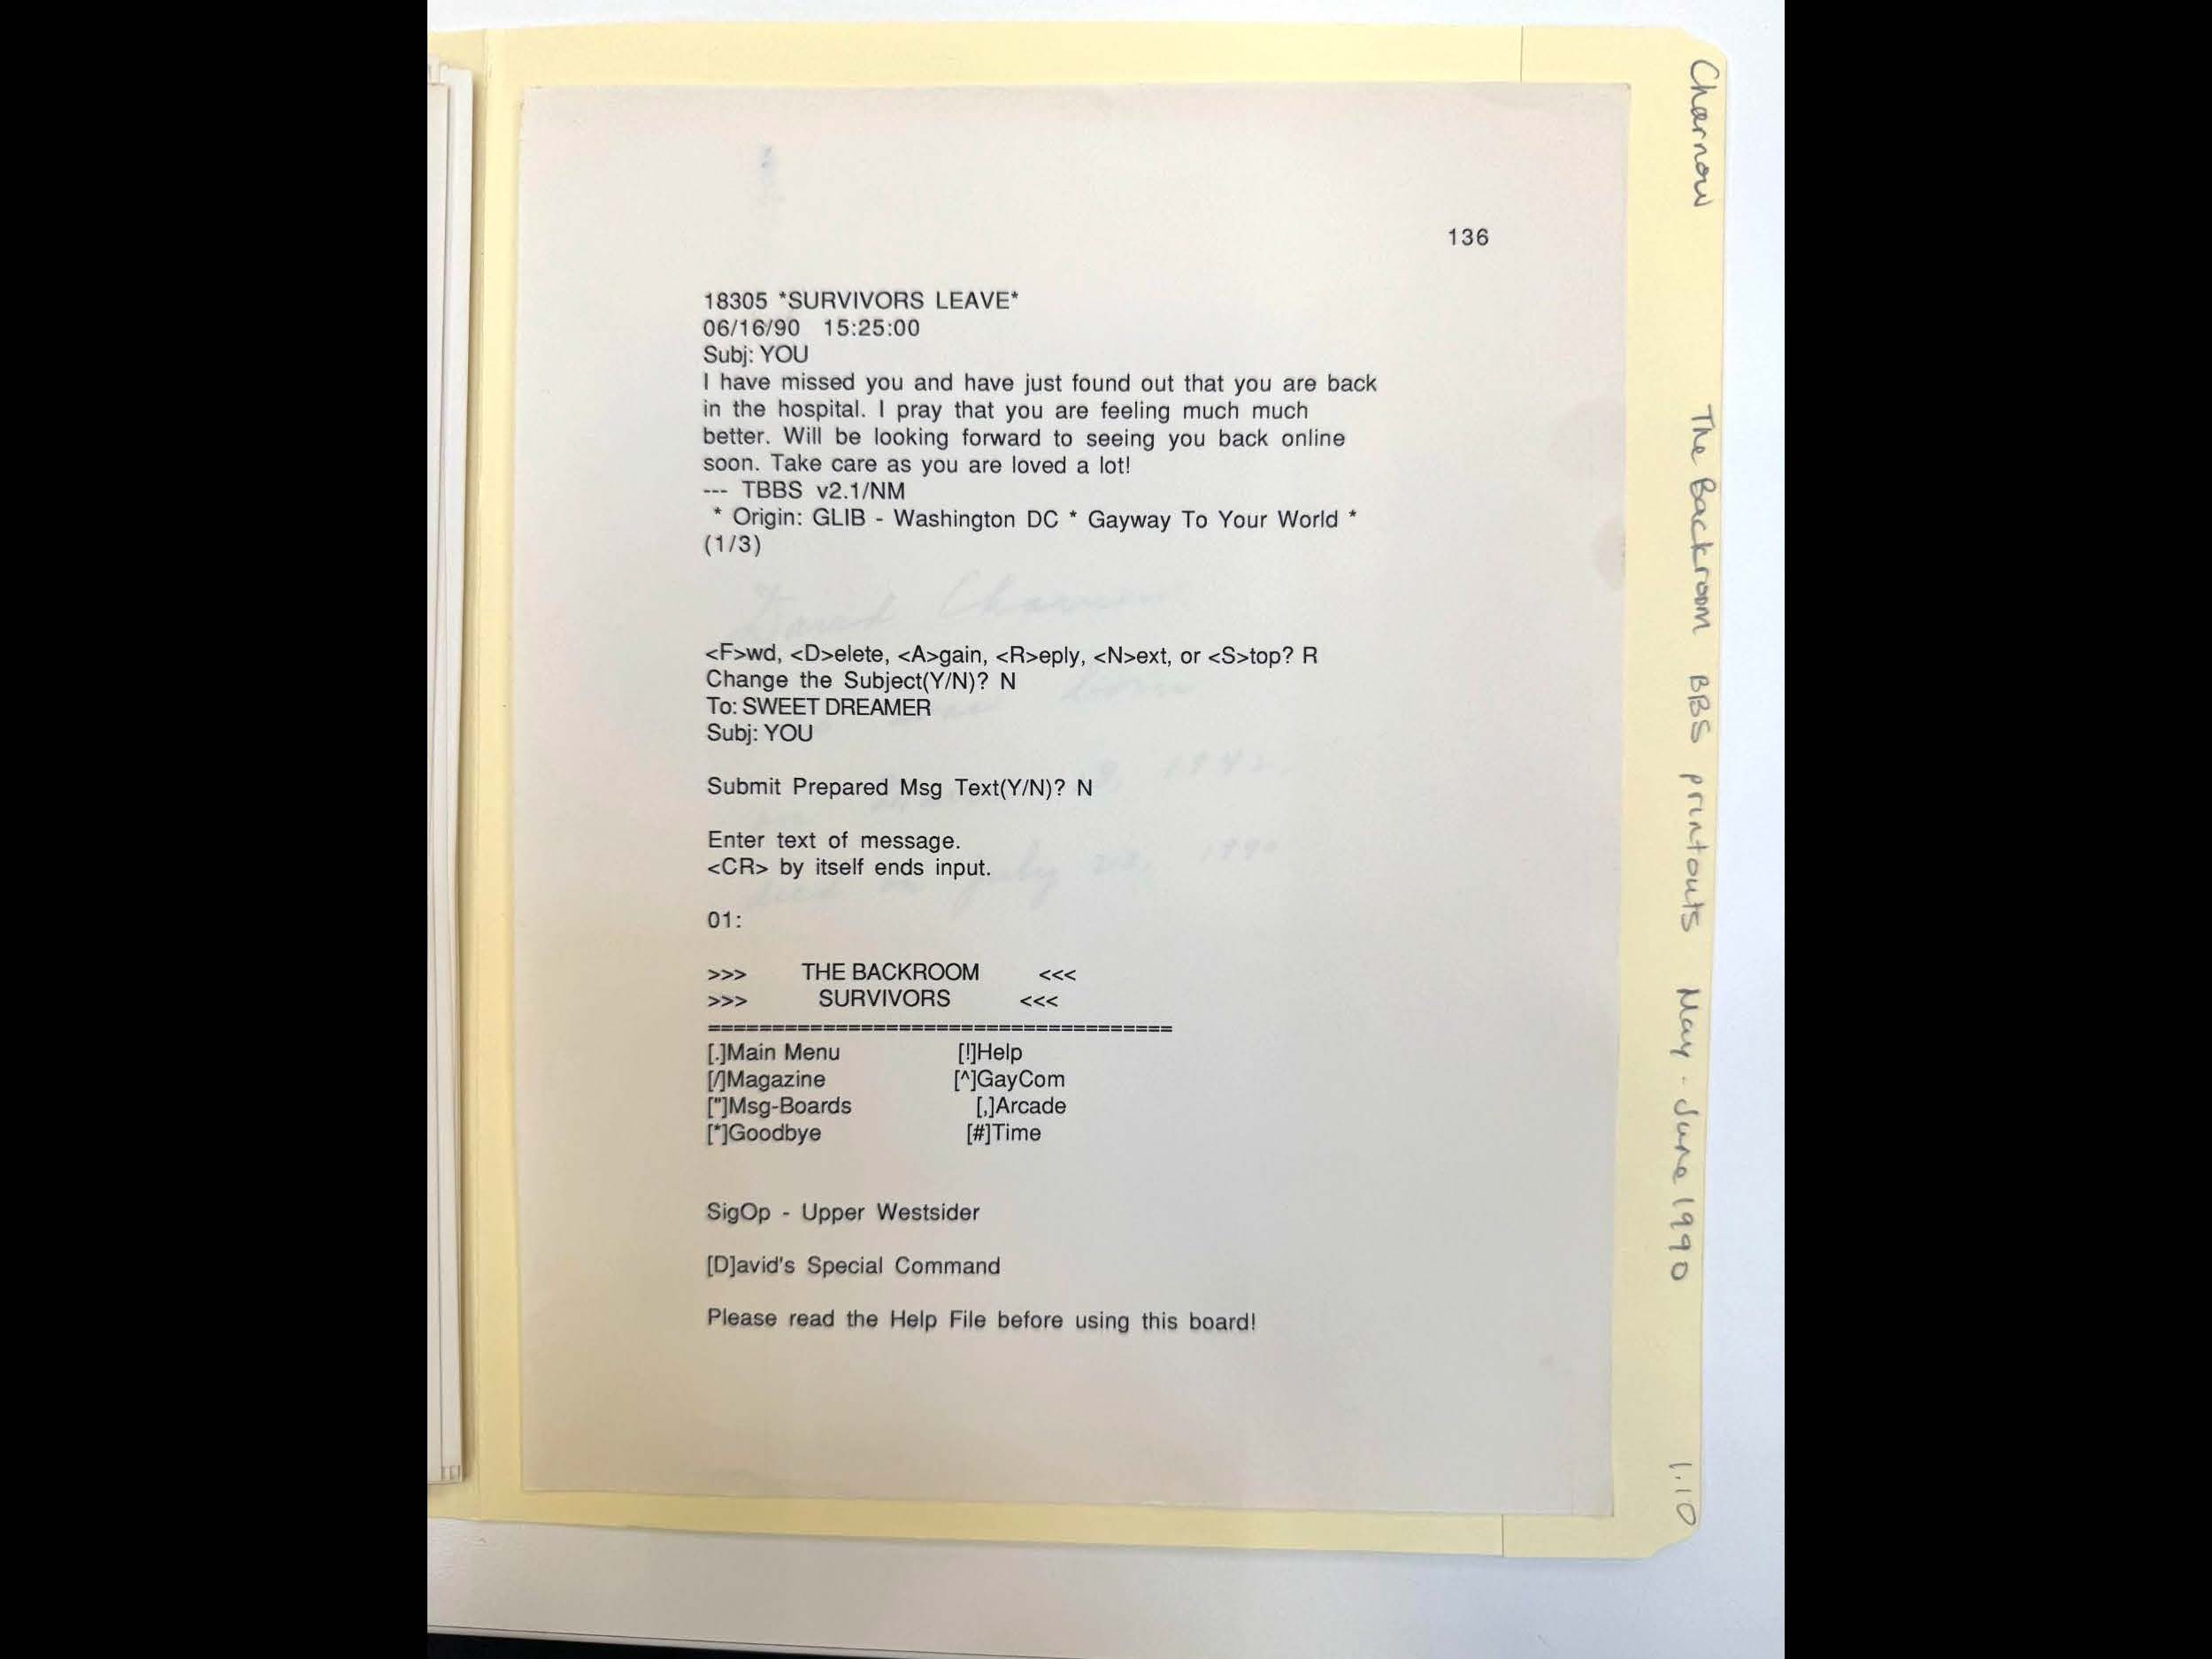 136
18305 *SURVIVORS LEAVE*
06/16/90 15:25:00
Subj: YOU
I have missed you and have just found out that you are back
in the hospital. I pray that you are feeling much much
better. Will be looking forward to seeing you back online
soon. Take care as you are loved a lot!
--- TBBS v2.1/NM
* Origin: GLIB - Washington DC * Gayway To Your World *
(1/3)
David
<F>wd, <D>elete, <A>gain, <R>eply, <N>ext, or <S>top? R
Change the Subject(Y/N)? N
To: SWEET DREAMER
Subj: YOU
born
Submit Prepared Msg Text(Y/N)? N
Enter text of message.
<CR> by itself ends input.
July
01:
>>> THE BACKROOM <<<
>>> SURVIVORS <<<
=====================================
[.]Main Menu [!]Help
[/]Magazine [^]GayCom
["]Msg-Boards [,]Arcade
[*]Goodbye [#]Time
SigOp - Upper Westsider
[D]avid's Special Command
Please read the Help File before using this board!
Charnow The Backroom BBS printouts May - June 1990 1.10